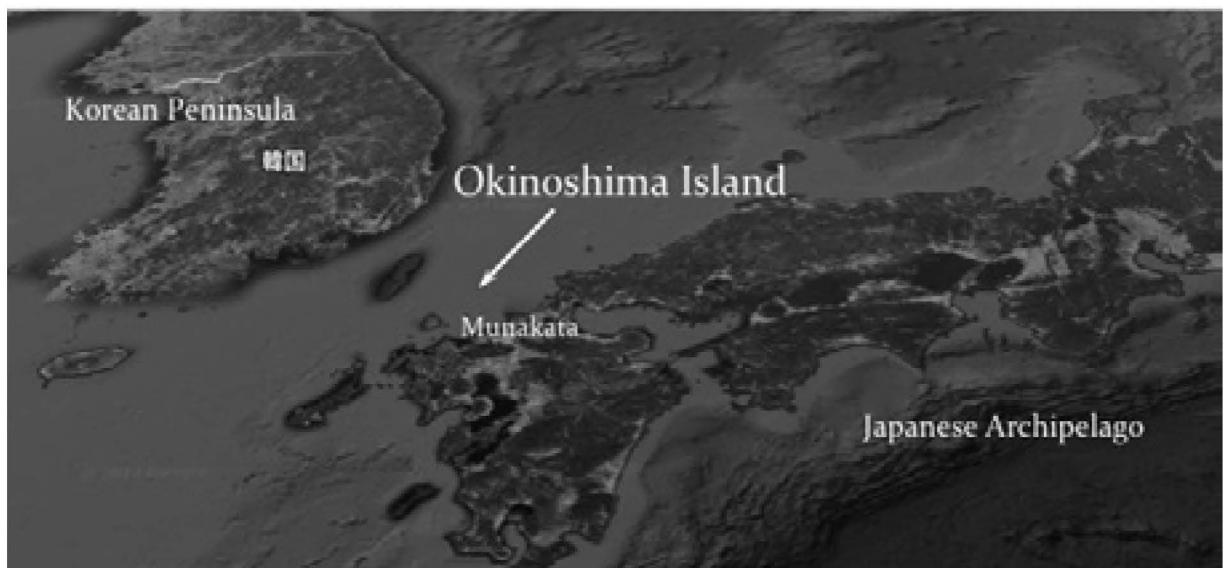 Korean Peninsula
韓国
Okinoshima Island
Munakata
Japanese Archipelago